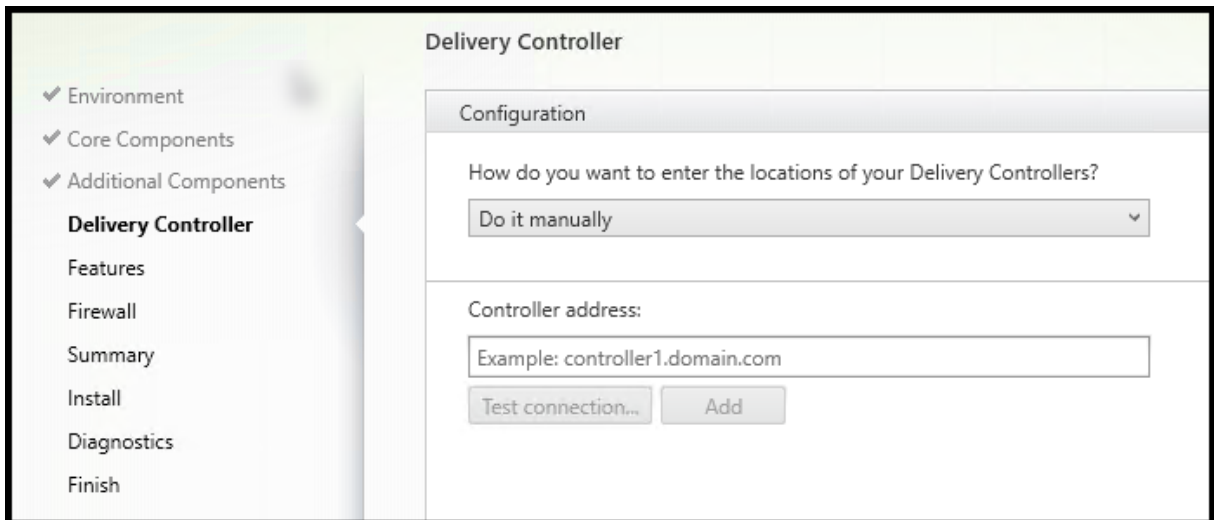 Delivery Controller
✔ Environment
✔ Core Components
✔ Additional Components
Delivery Controller
Features
Firewall
Summary
Install
Diagnostics
Finish
Configuration
How do you want to enter the locations of your Delivery Controllers?
Do it manually
Controller address:
Example: controller1.domain.com
Test connection... Add